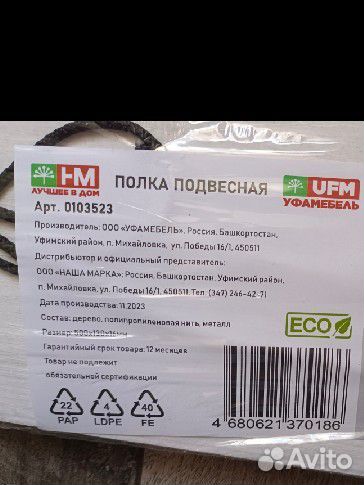 НМ
ЛУЧШЕЕ В ДОМ
ПОЛКА ПОДВЕСНАЯ
UFM
УФАМЕБЕЛЬ
Арт. 0103523
Производитель: ООО «УФАМЕБЕЛЬ», Россия, Башкортостан,
Уфимский район, п. Михайловка, ул. Победы 16/1, 450511
Дистрибьютор и официальный представитель:
ООО «НАША МАРКА»: Россия, Башкортостан, Уфимский район,
п. Михайловка, ул. Победы 16/1, 450511 Тел. (347) 246-42-71
Дата производства: 11.2023
Состав: дерево, полипропиленовая нить, металл
Размер:
Гарантийный срок товара: 12 месяцев
Товар не подлежит
обязательной сертификации
ECO
22
PAP
4
LDPE
40
FE
4 680621 370186
Avito